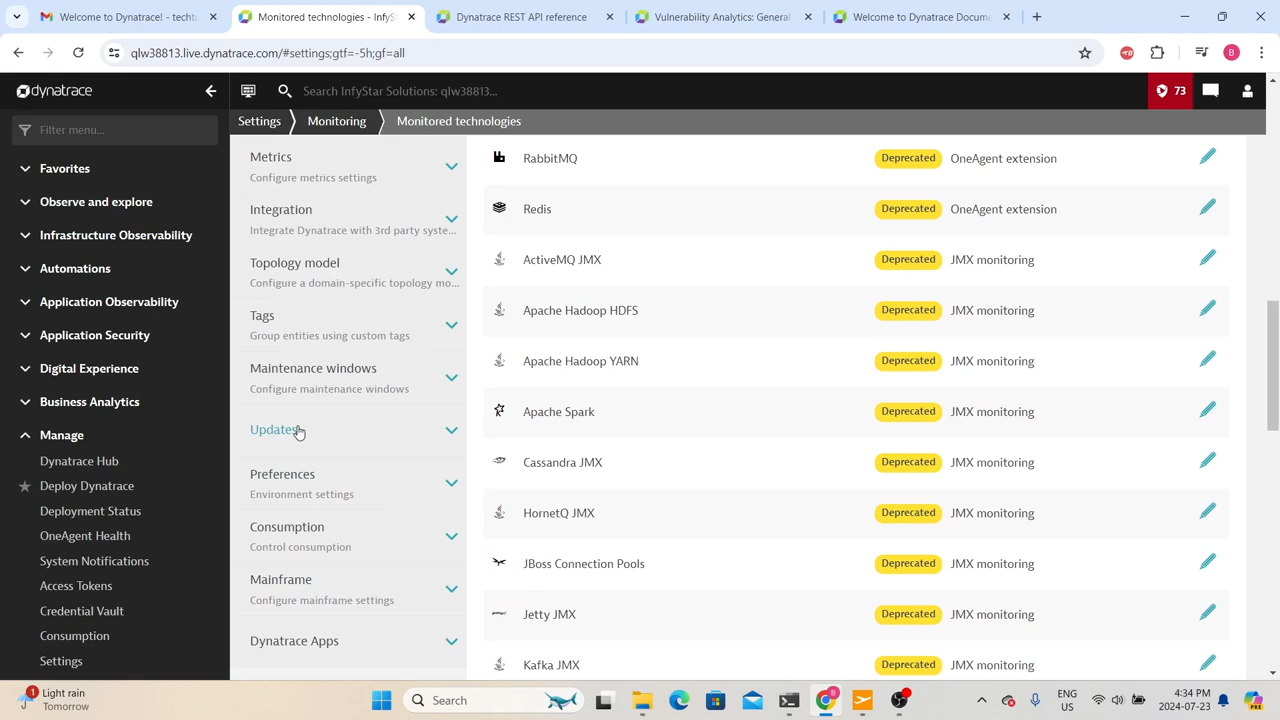 Welcome to Dynatrace! - techtu
Monitored technologies - InfySt
Dynatrace REST API reference
Vulnerability Analytics: General
Welcome to Dynatrace Docume
qlw38813.live.dynatrace.com/#settings;gtf=-5h;gf=all
B
dynatrace
Search InfyStar Solutions: qlw38813...
73
Filter menu...
Settings
Monitoring
Monitored technologies
Favorites
Observe and explore
Infrastructure Observability
Automations
Application Observability
Application Security
Digital Experience
Business Analytics
Manage
Dynatrace Hub
Deploy Dynatrace
Deployment Status
OneAgent Health
System Notifications
Access Tokens
Credential Vault
Consumption
Settings
Metrics
Configure metrics settings
Integration
Integrate Dynatrace with 3rd party syste...
Topology model
Configure a domain-specific topology mo...
Tags
Group entities using custom tags
Maintenance windows
Configure maintenance windows
Updates
Preferences
Environment settings
Consumption
Control consumption
Mainframe
Configure mainframe settings
Dynatrace Apps
RabbitMQ Deprecated OneAgent extension
Redis Deprecated OneAgent extension
ActiveMQ JMX Deprecated JMX monitoring
Apache Hadoop HDFS Deprecated JMX monitoring
Apache Hadoop YARN Deprecated JMX monitoring
Apache Spark Deprecated JMX monitoring
Cassandra JMX Deprecated JMX monitoring
HornetQ JMX Deprecated JMX monitoring
JBoss Connection Pools Deprecated JMX monitoring
Jetty JMX Deprecated JMX monitoring
Kafka JMX Deprecated JMX monitoring
1
Light rain
Tomorrow
Search
ENG
US
4:34 PM
2024-07-23
PRE